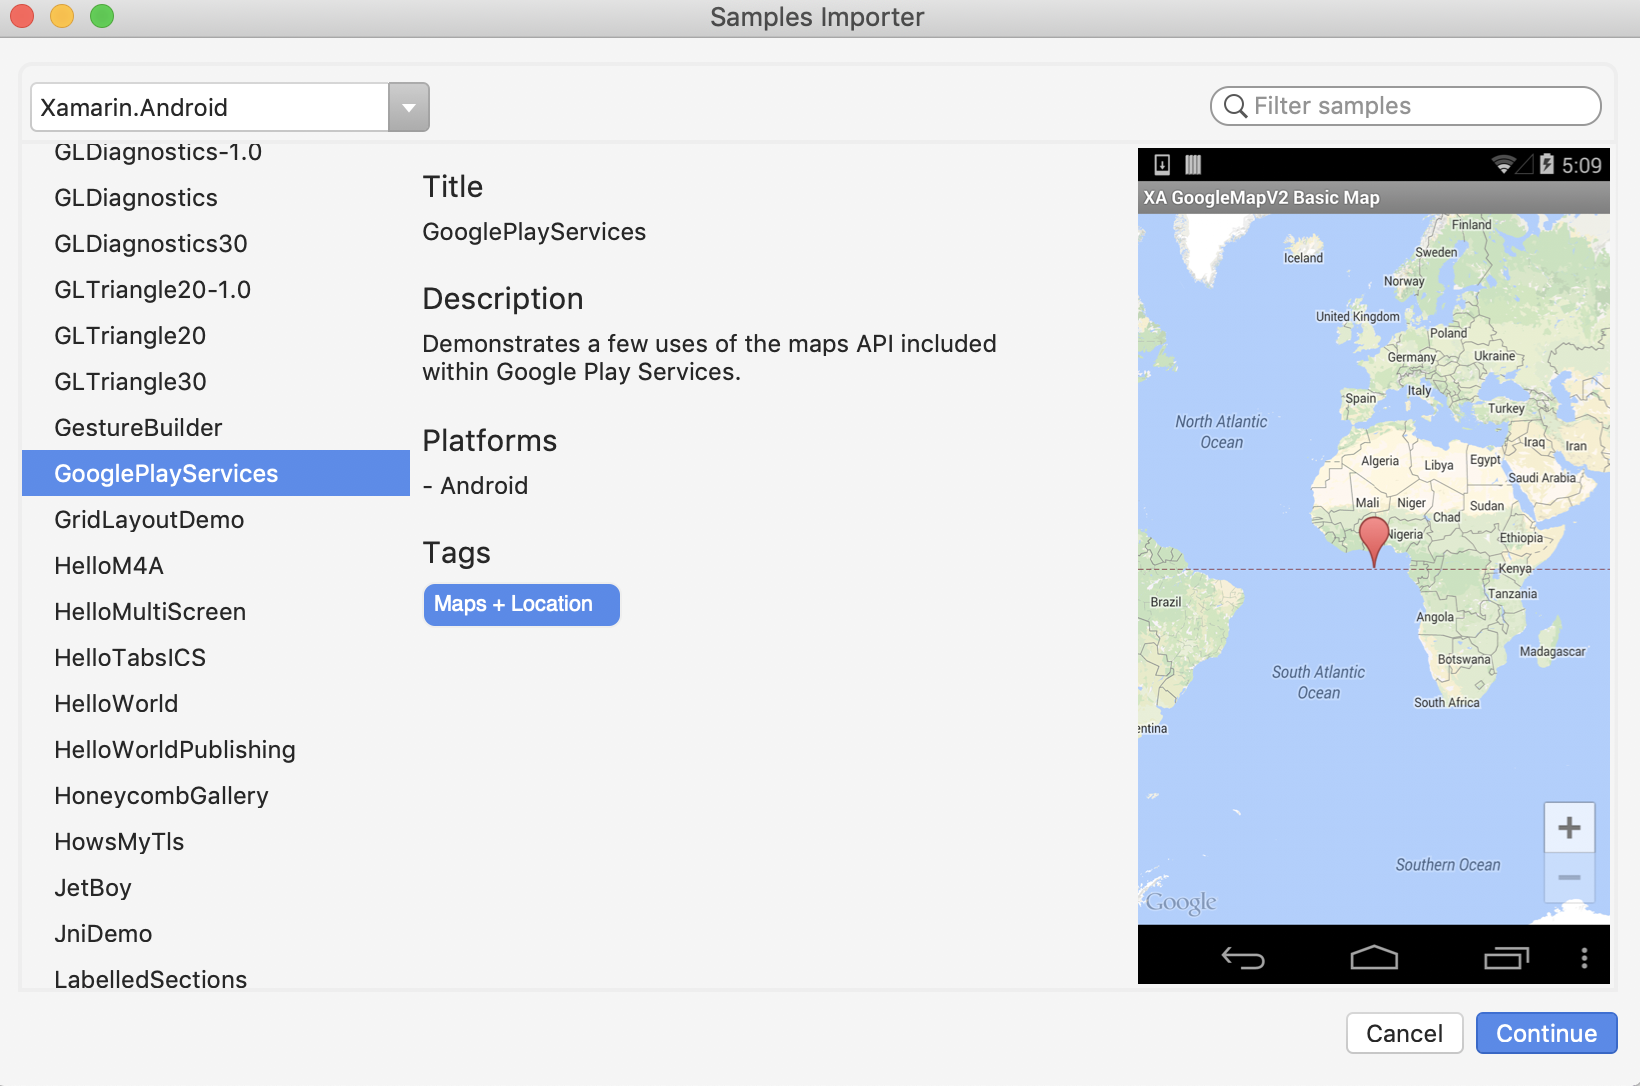 Samples Importer
Xamarin.Android
Filter samples
GLDiagnostics-1.0
GLDiagnostics
GLDiagnostics30
GLTriangle20-1.0
GLTriangle20
GLTriangle30
GestureBuilder
GooglePlayServices
GridLayoutDemo
HelloM4A
HelloMultiScreen
HelloTabsICS
HelloWorld
HelloWorldPublishing
HoneycombGallery
HowsMyTls
JetBoy
JniDemo
LabelledSections
Title
GooglePlayServices
Description
Demonstrates a few uses of the maps API included
within Google Play Services.
Platforms
- Android
Tags
Maps + Location
5:09
XA GoogleMapV2 Basic Map
Finland
Iceland
Sweden
Norway
United Kingdom
Poland
Germany
Ukraine
Italy
Spain
Turkey
North Atlantic
Ocean
Iraq
Iran
Algeria
Libya
Egypt
Saudi Arabia
Mali
Niger
Sudan
Chad
Nigeria
Ethiopia
Kenya
Tanzania
Brazil
Angola
Madagascar
Botswana
South Atlantic
Ocean
South Africa
entina
Southern Ocean
Google
Cancel
Continue